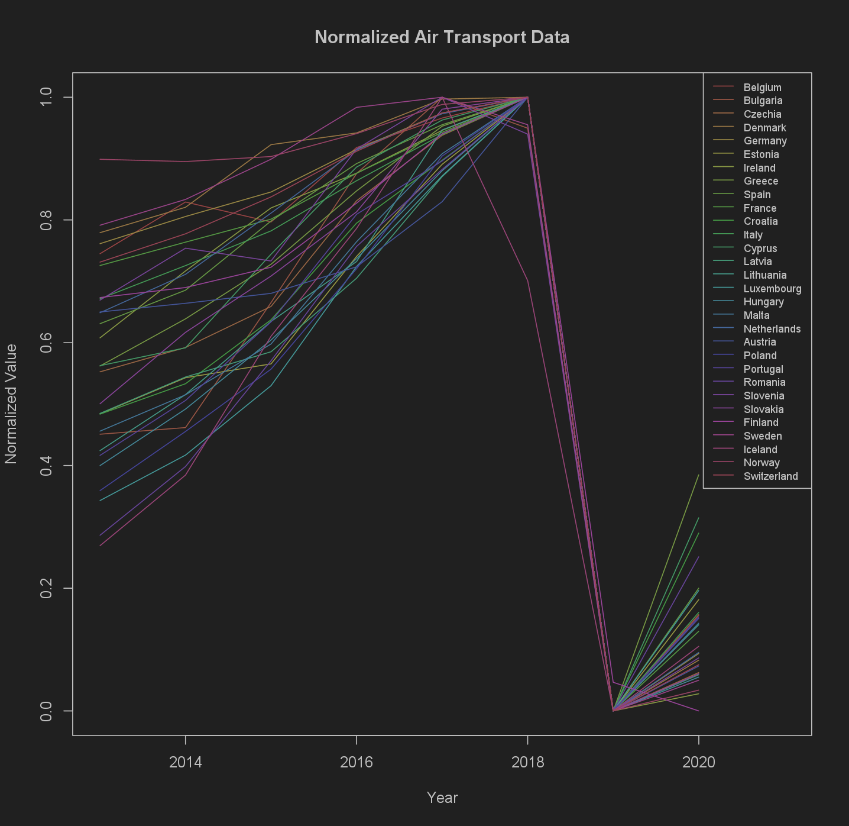 Normalized Air Transport Data
Normalized Value
1.0
0.8
0.6
0.4
0.2
0.0
Belgium
Bulgaria
Czechia
Denmark
Germany
Estonia
Ireland
Greece
Spain
France
Croatia
Italy
Cyprus
Latvia
Lithuania
Luxembourg
Hungary
Malta
Netherlands
Austria
Poland
Portugal
Romania
Slovenia
Slovakia
Finland
Sweden
Iceland
Norway
Switzerland
2014
2016
2018
2020
Year